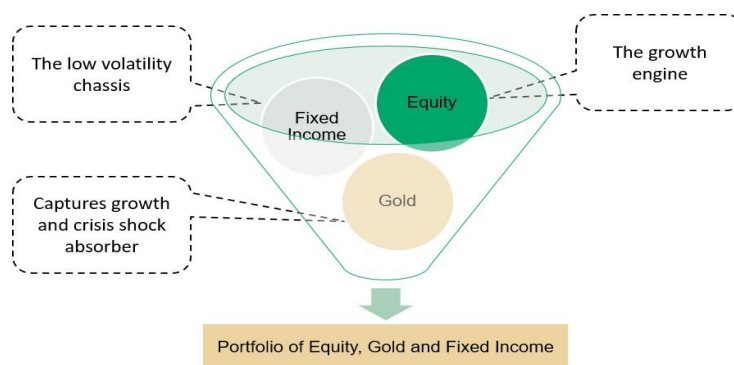 The low volatility
chassis
The growth
engine
Equity
Fixed
Income
Gold
Captures growth
and crisis shock
absorber
Portfolio of Equity, Gold and Fixed Income